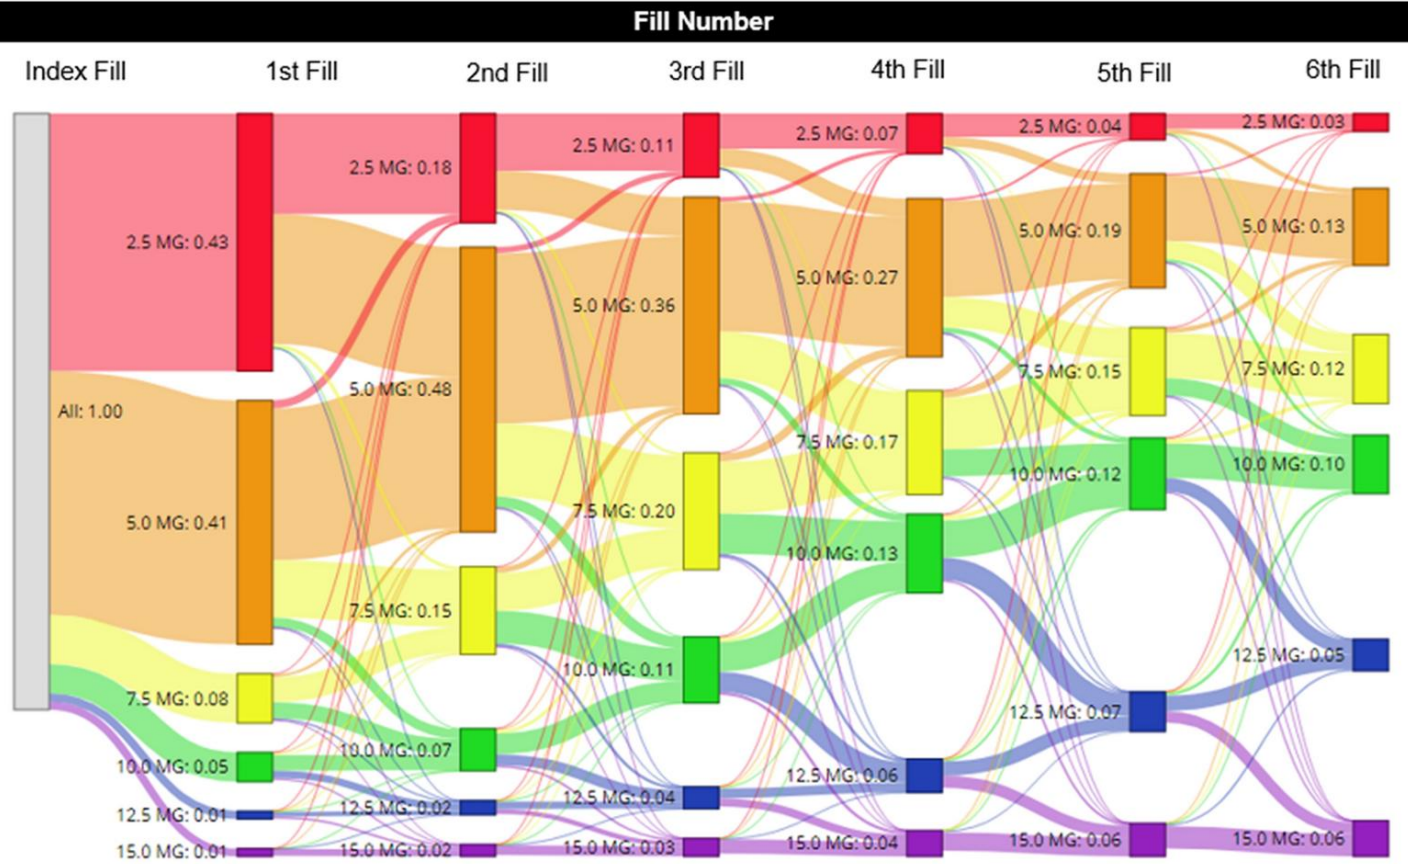 Fill Number
Index Fill
1st Fill
2nd Fill
3rd Fill
4th Fill
5th Fill
6th Fill
All: 1.00
2.5 MG: 0.43
5.0 MG: 0.41
7.5 MG: 0.08
10.0 MG: 0.05
12.5 MG: 0.01
15.0 MG: 0.01
2.5 MG: 0.18
5.0 MG: 0.48
7.5 MG: 0.15
10.0 MG: 0.07
12.5 MG: 0.02
15.0 MG: 0.02
2.5 MG: 0.11
5.0 MG: 0.36
7.5 MG: 0.20
10.0 MG: 0.11
12.5 MG: 0.04
15.0 MG: 0.03
2.5 MG: 0.07
5.0 MG: 0.27
7.5 MG: 0.17
10.0 MG: 0.13
12.5 MG: 0.06
15.0 MG: 0.04
2.5 MG: 0.04
5.0 MG: 0.19
7.5 MG: 0.15
10.0 MG: 0.12
12.5 MG: 0.07
15.0 MG: 0.06
2.5 MG: 0.03
5.0 MG: 0.13
7.5 MG: 0.12
10.0 MG: 0.10
12.5 MG: 0.05
15.0 MG: 0.06